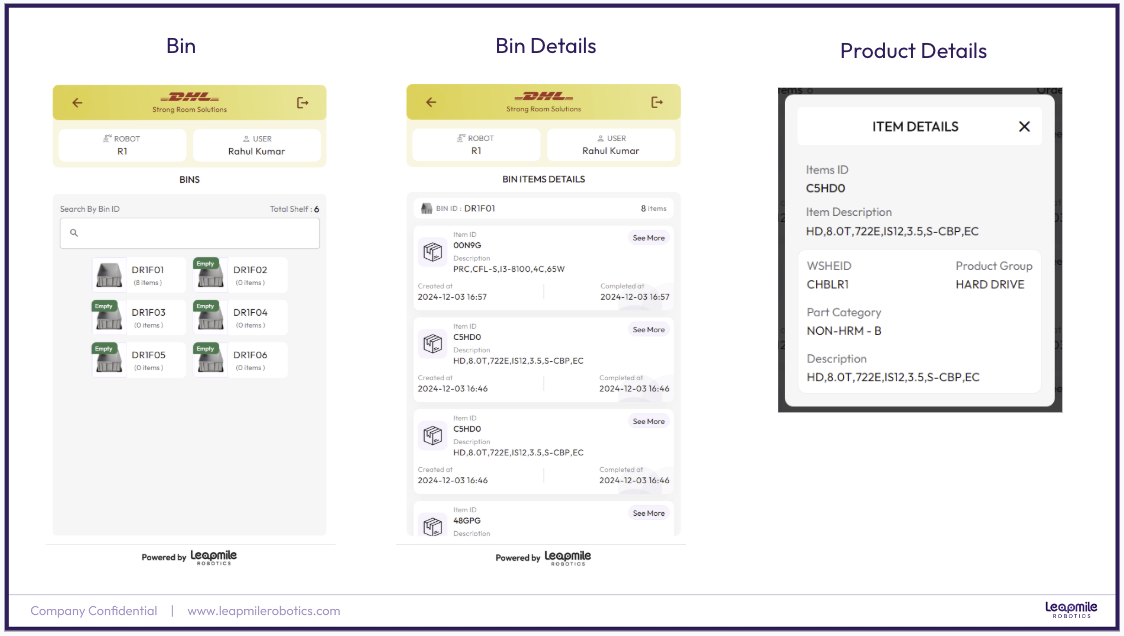 Bin
DHL
Strong Room Solutions
ROBOT
R1
USER
Rahul Kumar
BINS
Search By Bin ID
Total Shelf : 6
DR1F01
(8 items)
Empty
DR1F02
(0 items)
Empty
DR1F03
(0 items)
Empty
DR1F04
(0 items)
Empty
DR1F05
(0 items)
Empty
DR1F06
(0 items)
Powered by Leapmile
ROBOTICS
Bin Details
DHL
Strong Room Solutions
ROBOT
R1
USER
Rahul Kumar
BIN ITEMS DETAILS
BIN ID : DR1F01
8 items
Item ID
00N9G
See More
Description
PRC,CFL-S,I3-8100,4C,65W
Created at
2024-12-03 16:57
Completed at
2024-12-03 16:57
Item ID
C5HD0
See More
Description
HD,8.0T,722E,IS12,3.5,S-CBP,EC
Created at
2024-12-03 16:46
Completed at
2024-12-03 16:46
Item ID
C5HD0
See More
Description
HD,8.0T,722E,IS12,3.5,S-CBP,EC
Created at
2024-12-03 16:46
Completed at
2024-12-03 16:46
Item ID
48GPG
See More
Description
Powered by Leapmile
ROBOTICS
Product Details
ITEM DETAILS
Items ID
C5HD0
Item Description
HD,8.0T,722E,IS12,3.5,S-CBP,EC
WSHEID
CHBLR1
Product Group
HARD DRIVE
Part Category
NON-HRM - B
Description
HD,8.0T,722E,IS12,3.5,S-CBP,EC
Company Confidential | www.leapmilerobotics.com
Leapmile
ROBOTICS